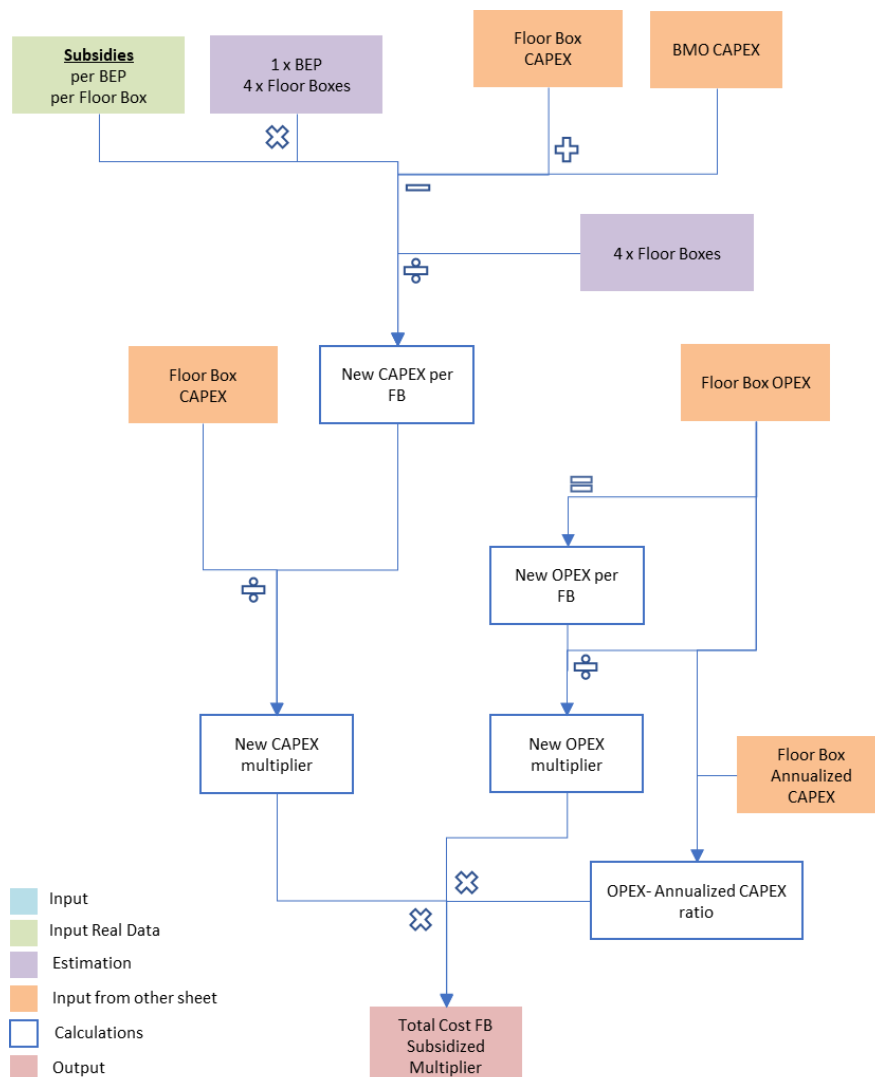 Subsidies
per BEP
per Floor Box
1 x BEP
4 x Floor Boxes
Floor Box
CAPEX
BMO CAPEX
4 x Floor Boxes
Floor Box
CAPEX
New CAPEX per
FB
Floor Box OPEX
New OPEX per
FB
New CAPEX
multiplier
New OPEX
multiplier
Floor Box
Annualized
CAPEX
OPEX- Annualized CAPEX
ratio
Input
Input Real Data
Estimation
Input from other sheet
Calculations
Output
Total Cost FB
Subsidized
Multiplier